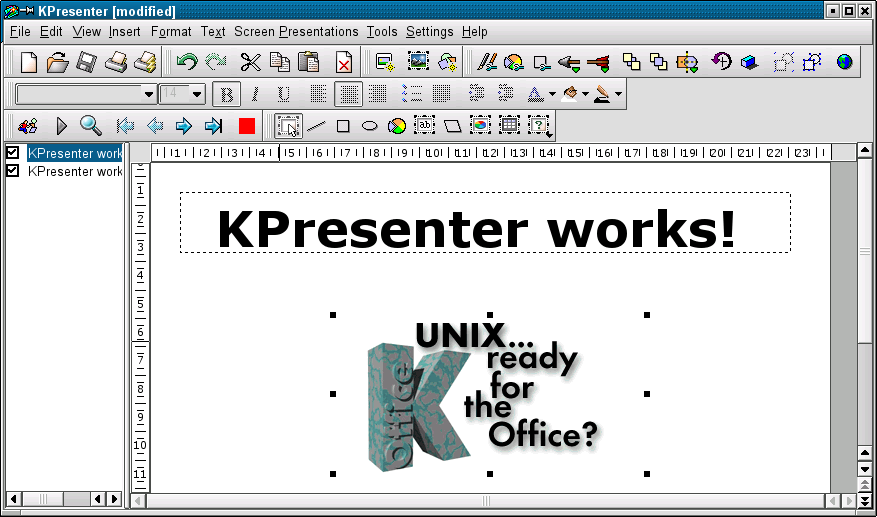 KPresenter [modified]
File Edit View Insert Format Text Screen Presentations Tools Settings Help
14
B I U
ab
?
KPresenter work
KPresenter work
1 2 3 4 5 6 7 8 9 10 11 12 13 14 15 16 17 18 19 20 21 22 23
1
2
3
4
5
6
7
8
9
10
11
KPresenter works!
UNIX...
ready
for
the
Office?
Office
K